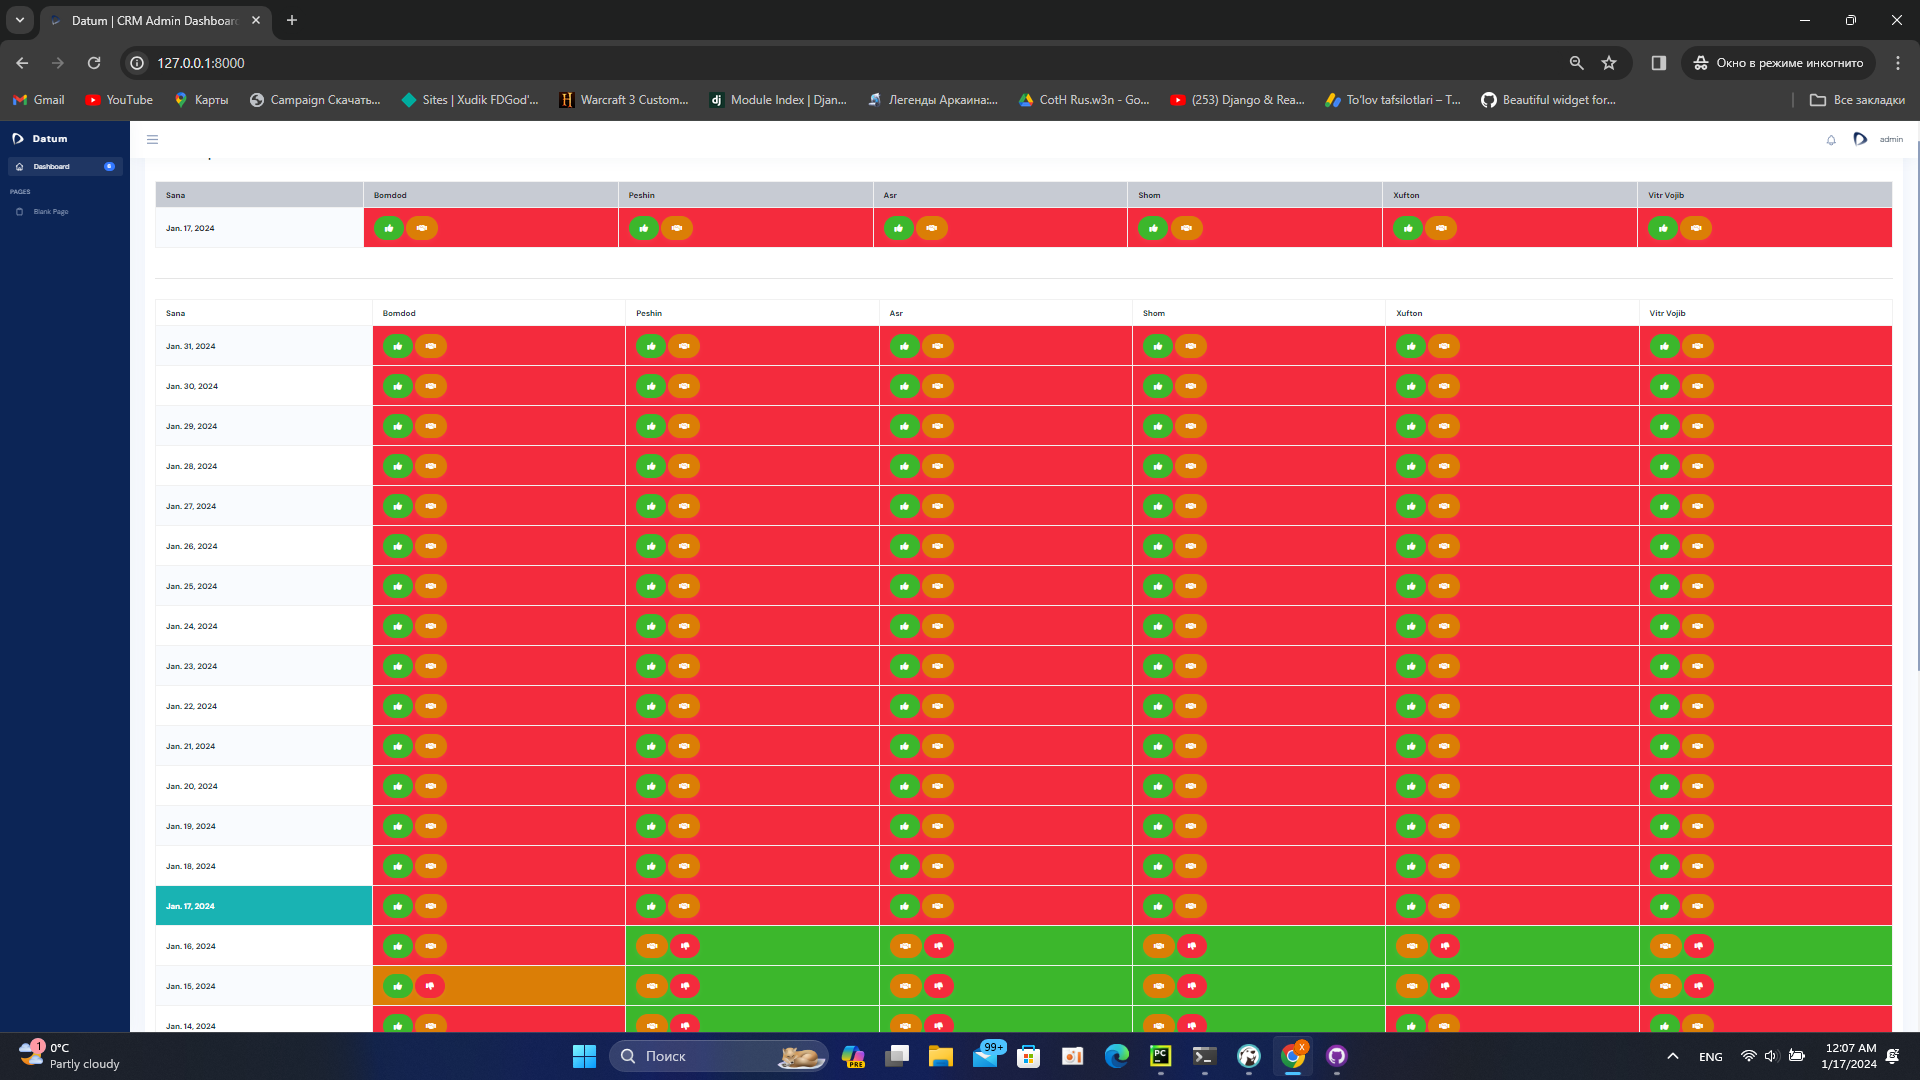 Datum | CRM Admin Dashboar
127.0.0.1:8000
Окно в режиме инкогнито
Gmail
YouTube
Карты
Campaign Скачать...
Sites | Xudik FDGod'...
Warcraft 3 Custom...
Module Index | Djan...
Легенды Аркаина:...
CotH Rus.w3n - Go...
(253) Django & Rea...
To'lov tafsilotlari – T...
Beautiful widget for...
Все закладки
Datum
admin
Dashboard
PAGES
Blank Page
Sana Bomdod Peshin Asr Shom Xufton Vitr Vojib
Jan. 17, 2024
Sana Bomdod Peshin Asr Shom Xufton Vitr Vojib
Jan. 31, 2024
Jan. 30, 2024
Jan. 29, 2024
Jan. 28, 2024
Jan. 27, 2024
Jan. 26, 2024
Jan. 25, 2024
Jan. 24, 2024
Jan. 23, 2024
Jan. 22, 2024
Jan. 21, 2024
Jan. 20, 2024
Jan. 19, 2024
Jan. 18, 2024
Jan. 17, 2024
Jan. 16, 2024
Jan. 15, 2024
Jan. 14, 2024
1
0°C
Partly cloudy
Поиск
PRE
99+
PC
X
ENG
12:07 AM
1/17/2024